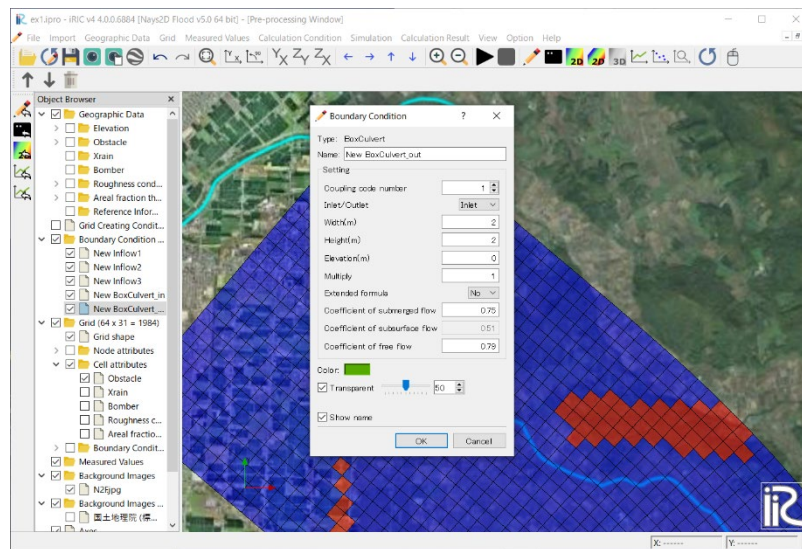 ex1.ipro - iRIC v4 4.0.0.6884 [Nays2D Flood v5.0 64 bit] - [Pre-processing Window]
File Import Geographic Data Grid Measured Values Calculation Condition Simulation Calculation Result View Option Help
Object Browser
Geographic Data
Elevation
Obstacle
Xrain
Bomber
Roughness cond...
Areal fraction th...
Reference Infor...
Grid Creating Condit...
Boundary Condition ...
New Inflow1
New Inflow2
New Inflow3
New BoxCulvert_in
New BoxCulvert_...
Grid (64 x 31 = 1984)
Grid shape
Node attributes
Cell attributes
Obstacle
Xrain
Bomber
Roughness c...
Areal fractio...
Boundary Condit...
Measured Values
Background Images
N2Fjpg
Background Images ...
国土地理院 (標...
Axes
Boundary Condition
Type: BoxCulvert
Name: New BoxCulvert_out
Setting
Coupling code number 1
Inlet/Outlet Inlet
Width(m) 2
Height(m) 2
Elevation(m) 0
Multiply 1
Extended formula No
Coefficient of submerged flow 0.75
Coefficient of subsurface flow 0.51
Coefficient of free flow 0.79
Color:
Transparent 50
Show name
OK Cancel
iRiC
X: ------ Y: ------